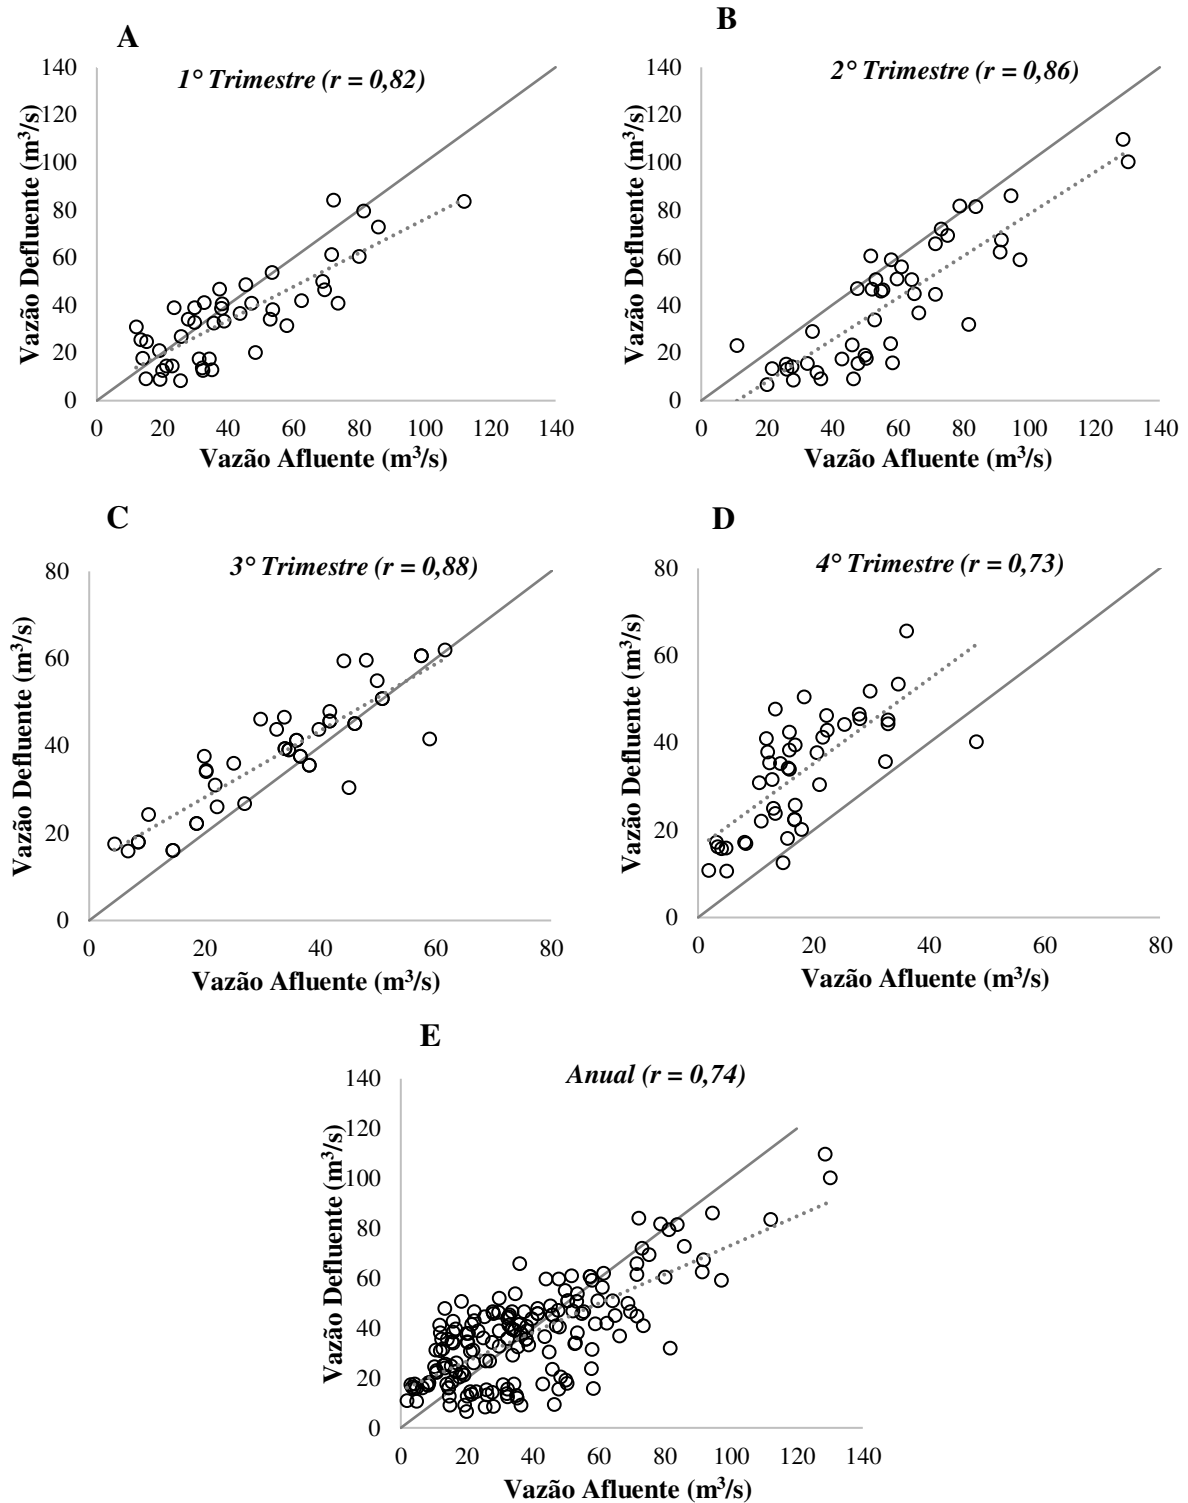 A
1° Trimestre (r = 0,82)
Vazão Defluente (m³/s)
140
120
100
80
60
40
20
0
0 20 40 60 80 100 120 140
Vazão Afluente (m³/s)
B
2° Trimestre (r = 0,86)
Vazão Defluente (m³/s)
140
120
100
80
60
40
20
0
0 20 40 60 80 100 120 140
Vazão Afluente (m³/s)
C
3° Trimestre (r = 0,88)
Vazão Defluente (m³/s)
80
60
40
20
0
0 20 40 60 80
Vazão Afluente (m³/s)
D
4° Trimestre (r = 0,73)
Vazão Defluente (m³/s)
80
60
40
20
0
0 20 40 60 80
Vazão Afluente (m³/s)
E
Anual (r = 0,74)
Vazão Defluente (m³/s)
140
120
100
80
60
40
20
0
0 20 40 60 80 100 120 140
Vazão Afluente (m³/s)